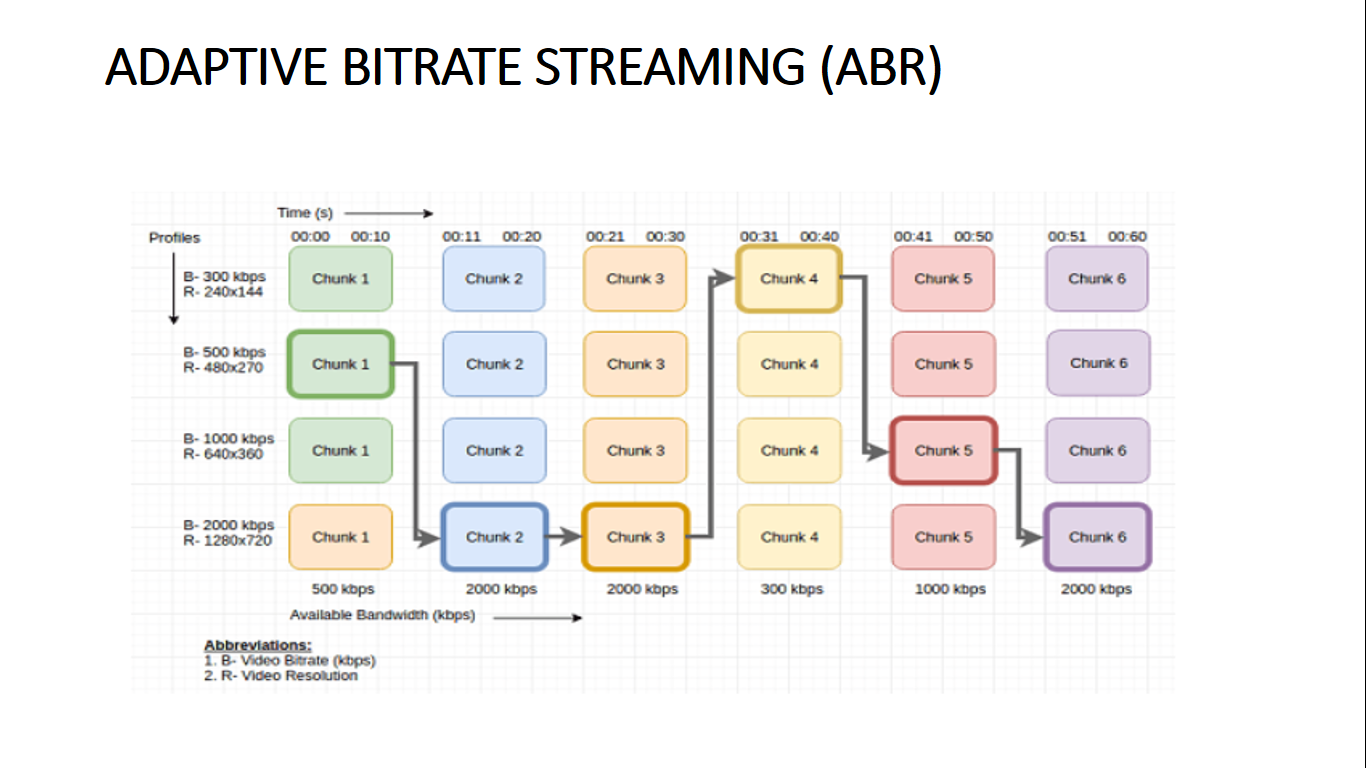 ADAPTIVE BITRATE STREAMING (ABR)
Time (s)
Profiles
00:00 00:10 00:11 00:20 00:21 00:30 00:31 00:40 00:41 00:50 00:51 00:60
B- 300 kbps
R- 240x144
Chunk 1 Chunk 2 Chunk 3 Chunk 4 Chunk 5 Chunk 6
B- 500 kbps
R- 480x270
Chunk 1 Chunk 2 Chunk 3 Chunk 4 Chunk 5 Chunk 6
B- 1000 kbps
R- 640x360
Chunk 1 Chunk 2 Chunk 3 Chunk 4 Chunk 5 Chunk 6
B- 2000 kbps
R- 1280x720
Chunk 1 Chunk 2 Chunk 3 Chunk 4 Chunk 5 Chunk 6
500 kbps 2000 kbps 2000 kbps 300 kbps 1000 kbps 2000 kbps
Available Bandwidth (kbps)
Abbreviations:
1. B- Video Bitrate (kbps)
2. R- Video Resolution